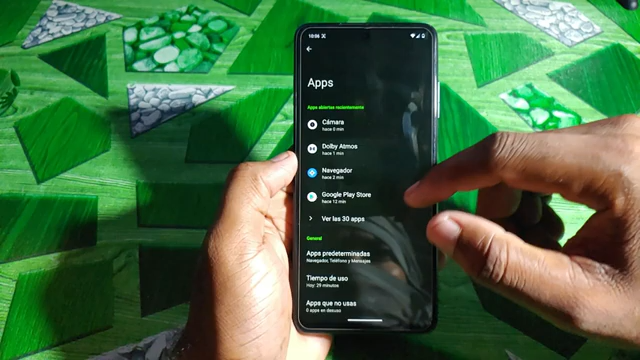 10:06
Apps
Apps abiertas recientemente
Cámara
hace 0 min
Dolby Atmos
hace 1 min
Navegador
hace 2 min
Google Play Store
hace 12 min
Ver las 30 apps
General
Apps predeterminadas
Navegador, Teléfono y Mensajes
Tiempo de uso
Hoy: 29 minutos
Apps que no usas
0 apps en desuso